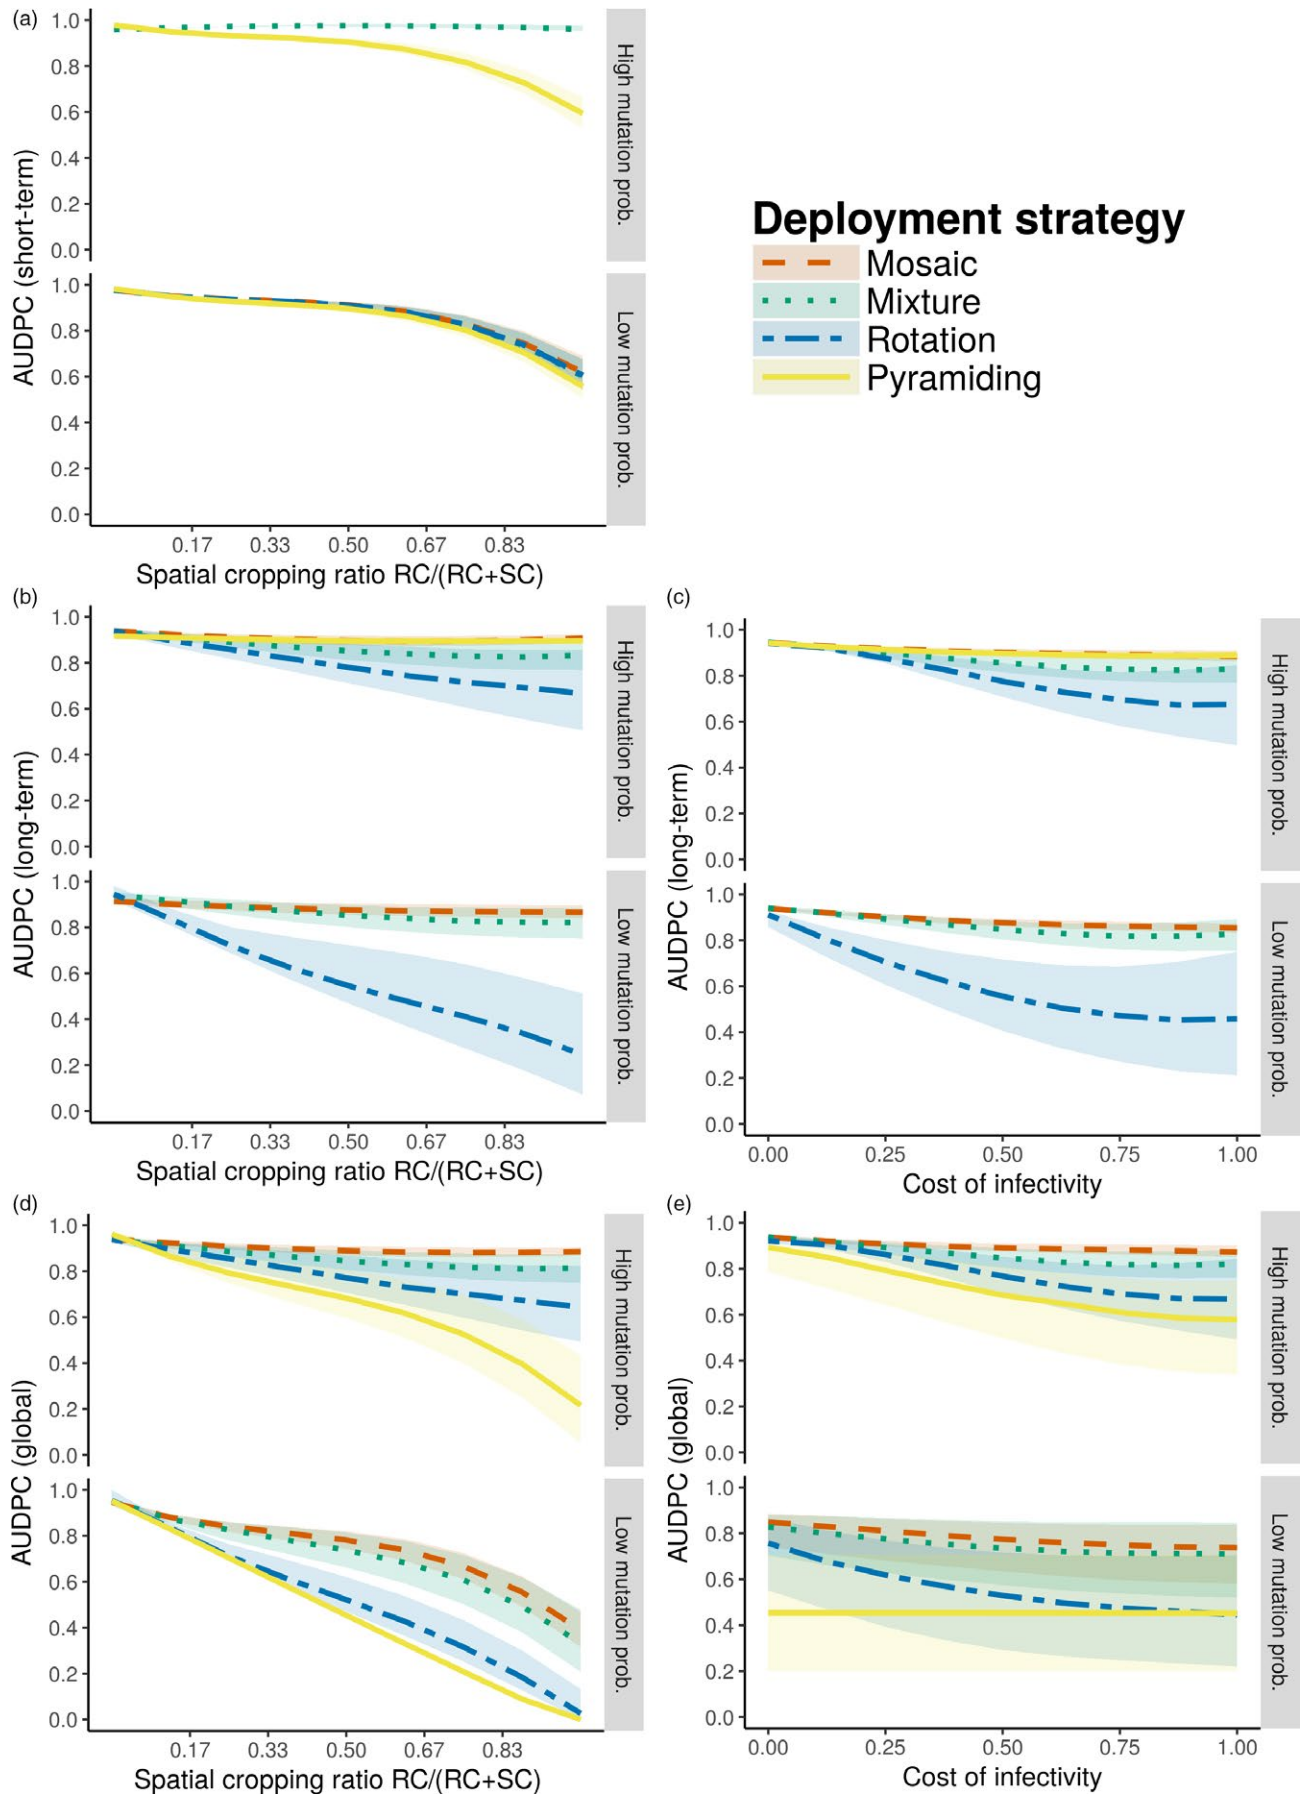 (a)
AUDPC (short-term)
1.0
0.8
0.6
0.4
0.2
0.0
High mutation prob.
1.0
0.8
0.6
0.4
0.2
0.0
Low mutation prob.
0.17 0.33 0.50 0.67 0.83
Spatial cropping ratio RC/(RC+SC)
Deployment strategy
Mosaic
Mixture
Rotation
Pyramiding
(b)
AUDPC (long-term)
1.0
0.8
0.6
0.4
0.2
0.0
High mutation prob.
1.0
0.8
0.6
0.4
0.2
0.0
Low mutation prob.
0.17 0.33 0.50 0.67 0.83
Spatial cropping ratio RC/(RC+SC)
(c)
AUDPC (long-term)
1.0
0.8
0.6
0.4
0.2
0.0
High mutation prob.
1.0
0.8
0.6
0.4
0.2
0.0
Low mutation prob.
0.00 0.25 0.50 0.75 1.00
Cost of infectivity
(d)
AUDPC (global)
1.0
0.8
0.6
0.4
0.2
0.0
High mutation prob.
1.0
0.8
0.6
0.4
0.2
0.0
Low mutation prob.
0.17 0.33 0.50 0.67 0.83
Spatial cropping ratio RC/(RC+SC)
(e)
AUDPC (global)
1.0
0.8
0.6
0.4
0.2
0.0
High mutation prob.
1.0
0.8
0.6
0.4
0.2
0.0
Low mutation prob.
0.00 0.25 0.50 0.75 1.00
Cost of infectivity